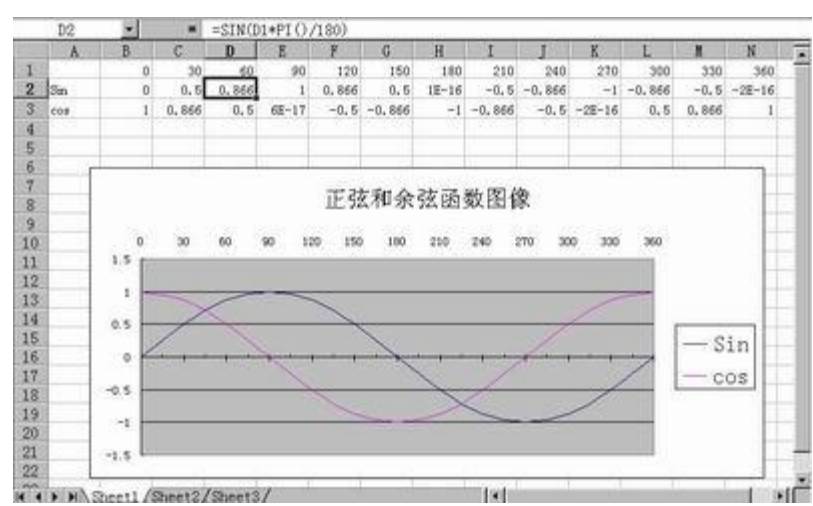 D2 = =SIN(D1*PI()/180)
A B C D E F G H I J K L M N
1 0 30 60 90 120 150 180 210 240 270 300 330 360
2 Sin 0 0.5 0.866 1 0.866 0.5 1E-16 -0.5 -0.866 -1 -0.866 -0.5 -2E-16
3 cos 1 0.866 0.5 6E-17 -0.5 -0.866 -1 -0.866 -0.5 -2E-16 0.5 0.866 1
4
5
6
7
8
9
10
11
12
13
14
15
16
17
18
19
20
21
22
正弦和余弦函数图像
0 30 60 90 120 150 180 210 240 270 300 330 360
1.5
1
0.5
0
-0.5
-1
-1.5
Sin
cos
Sheet1 Sheet2 Sheet3